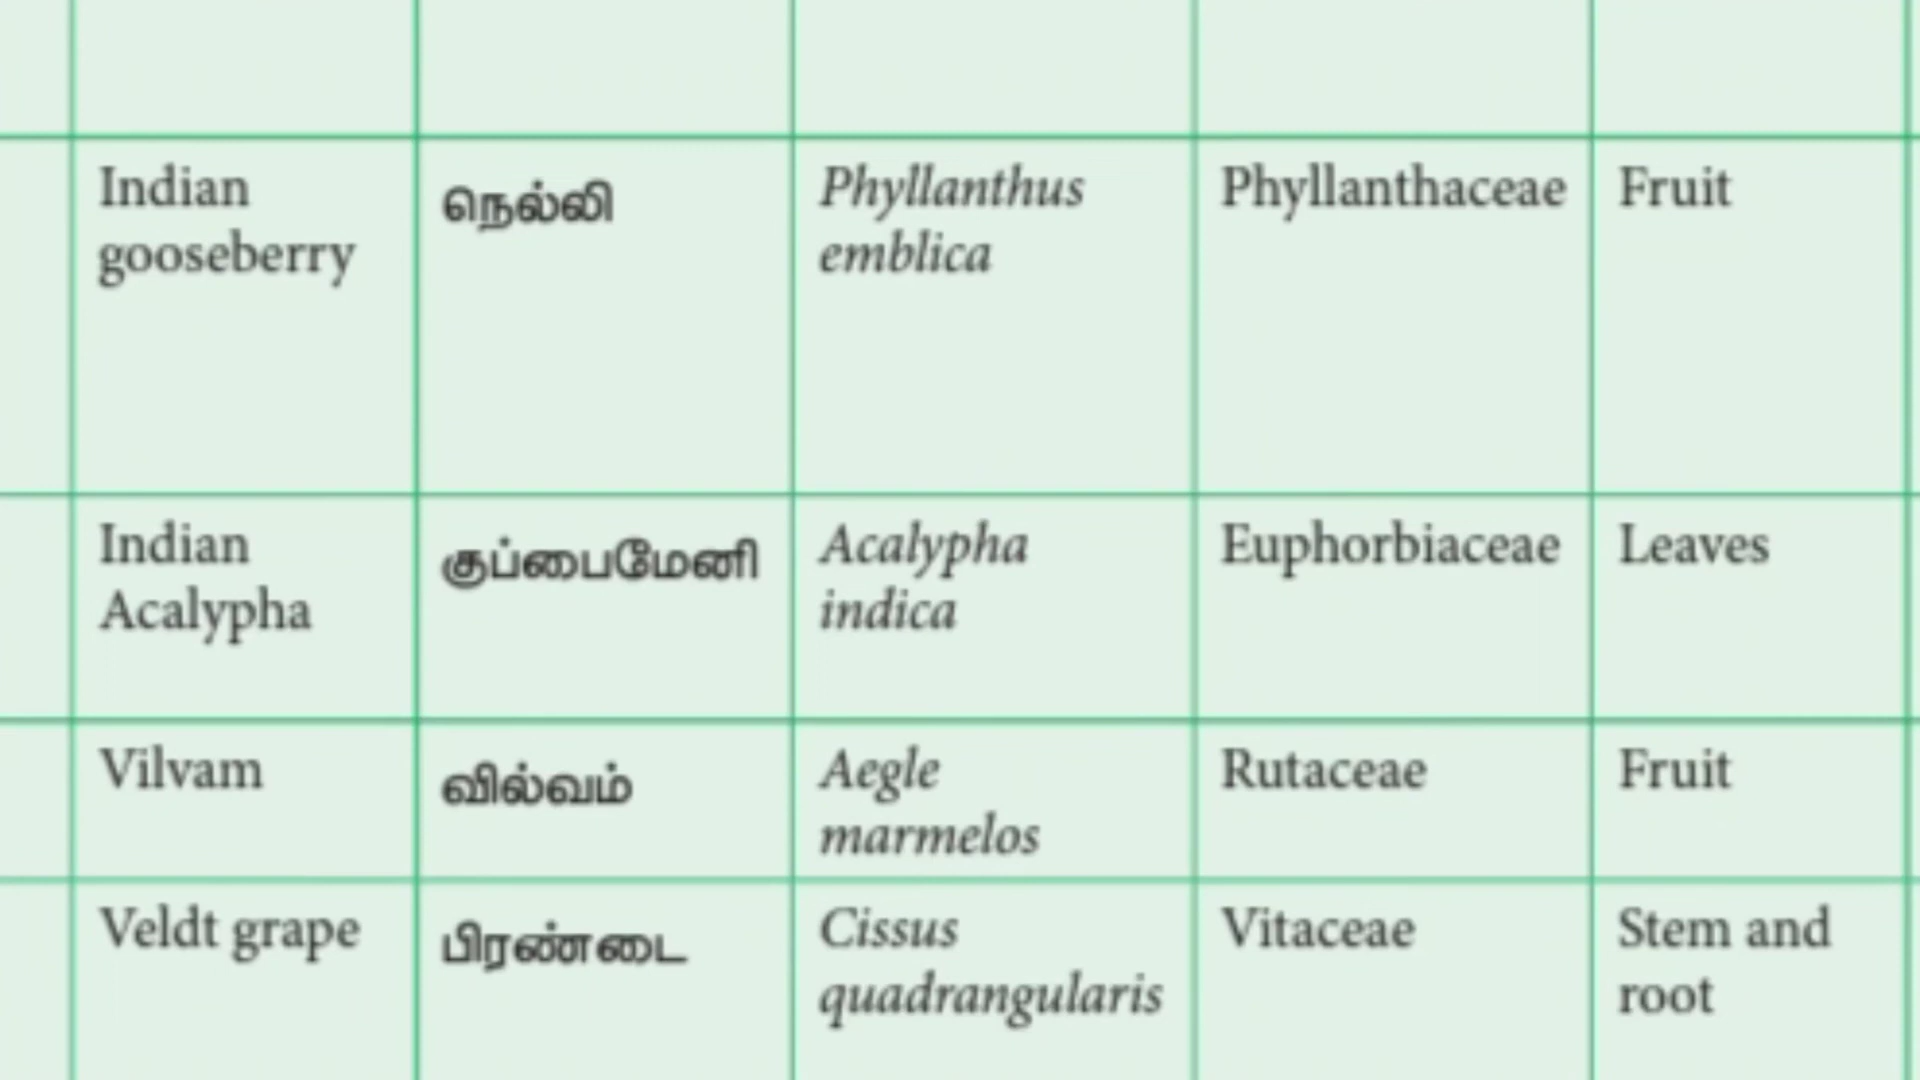 Indian
gooseberry
நெல்லி
Phyllanthus
emblica
Phyllanthaceae
Fruit
Indian
Acalypha
குப்பைமேனி
Acalypha
indica
Euphorbiaceae
Leaves
Vilvam
வில்வம்
Aegle
marmelos
Rutaceae
Fruit
Veldt grape
பிரண்டை
Cissus
quadrangularis
Vitaceae
Stem and
root